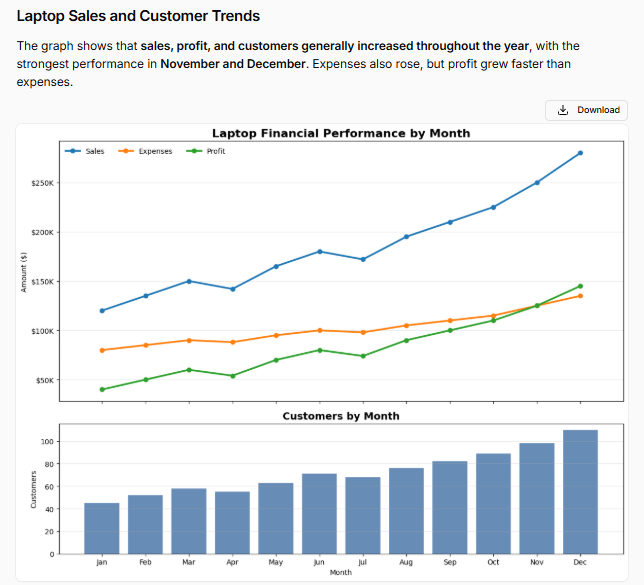 Laptop Sales and Customer Trends
The graph shows that sales, profit, and customers generally increased throughout the year, with the
strongest performance in November and December. Expenses also rose, but profit grew faster than
expenses.
Download
Laptop Financial Performance by Month
Sales Expenses Profit
$250K
$200K
$150K
$100K
$50K
Amount ($)
Customers by Month
100
80
60
40
20
0
Customers
Jan Feb Mar Apr May Jun Jul Aug Sep Oct Nov Dec
Month